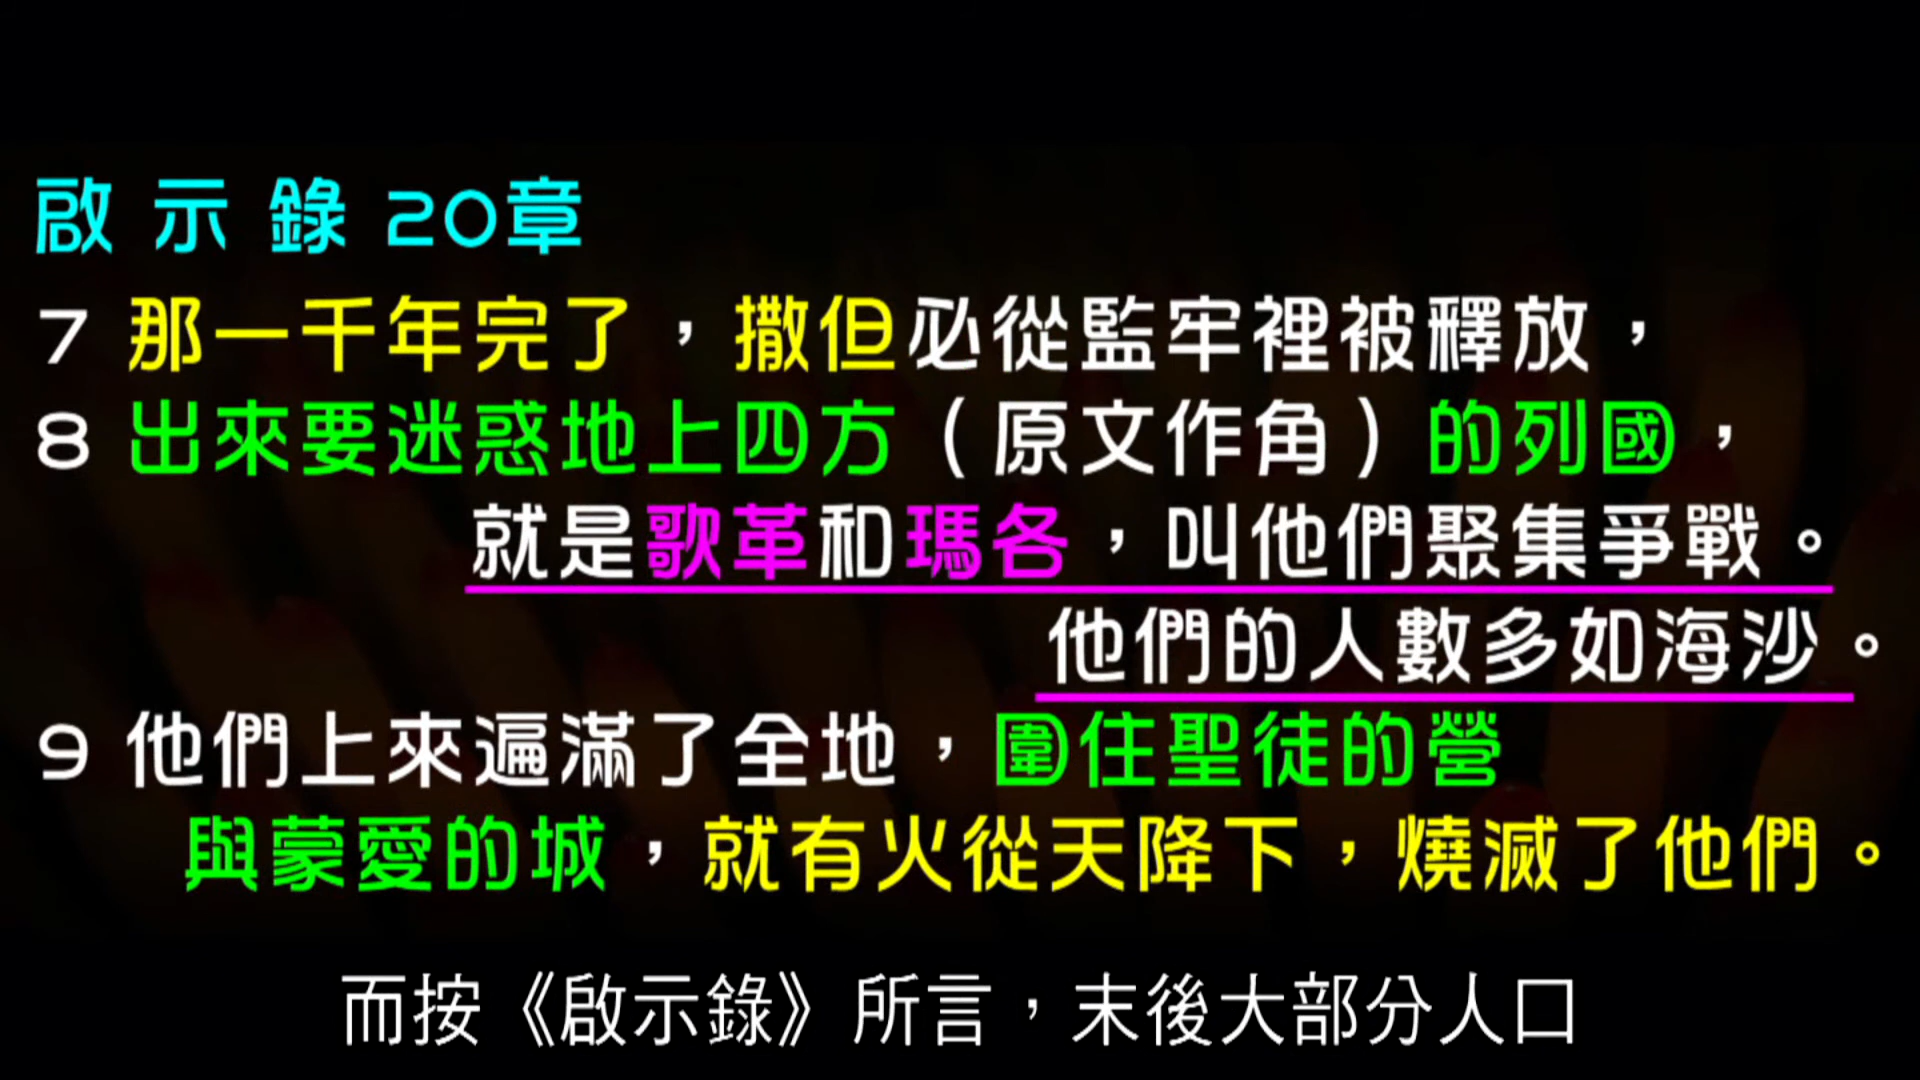 啟示錄 20章
7 那一千年完了，撒但必從監牢裡被釋放，
8 出來要迷惑地上四方（原文作角）的列國，
就是歌革和瑪各，叫他們聚集爭戰。
他們的人數多如海沙。
9 他們上來遍滿了全地，圍住聖徒的營
與蒙愛的城，就有火從天降下，燒滅了他們。
而按《啟示錄》所言，末後大部分人口